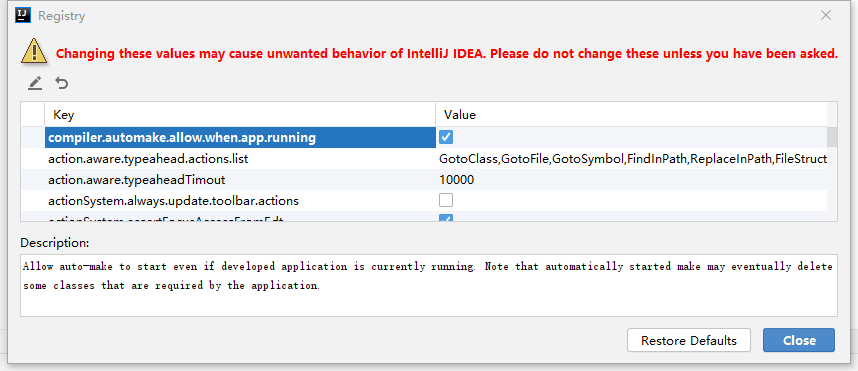 Registry
Changing these values may cause unwanted behavior of IntelliJ IDEA. Please do not change these unless you have been asked.
Key Value
compiler.automake.allow.when.app.running
action.aware.typeahead.actions.list GotoClass,GotoFile,GotoSymbol,FindInPath,ReplaceInPath,FileStruct
action.aware.typeaheadTimout 10000
actionSystem.always.update.toolbar.actions
actionSystem.assertFocusAccessFromEdt
Description:
Allow auto-make to start even if developed application is currently running. Note that automatically started make may eventually delete
some classes that are required by the application.
Restore Defaults Close